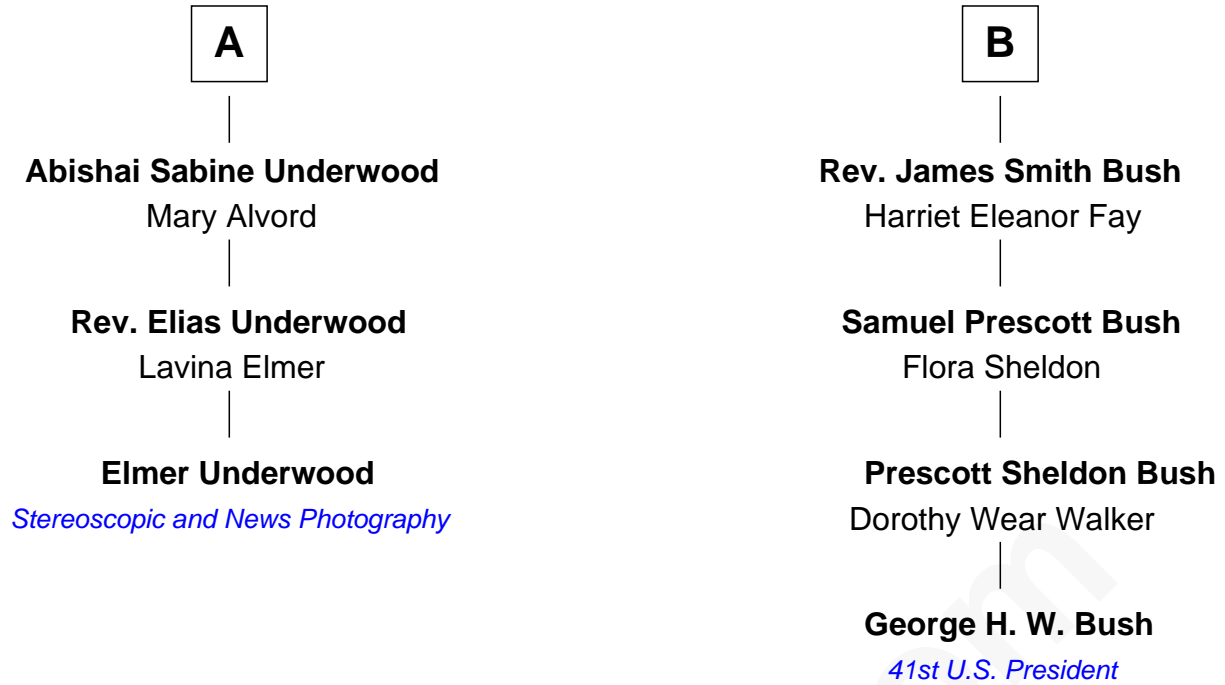 A
Abishai Sabine Underwood
Mary Alvord
Rev. Elias Underwood
Lavina Elmer
Elmer Underwood
Stereoscopic and News Photography
B
Rev. James Smith Bush
Harriet Eleanor Fay
Samuel Prescott Bush
Flora Sheldon
Prescott Sheldon Bush
Dorothy Wear Walker
George H. W. Bush
41st U.S. President